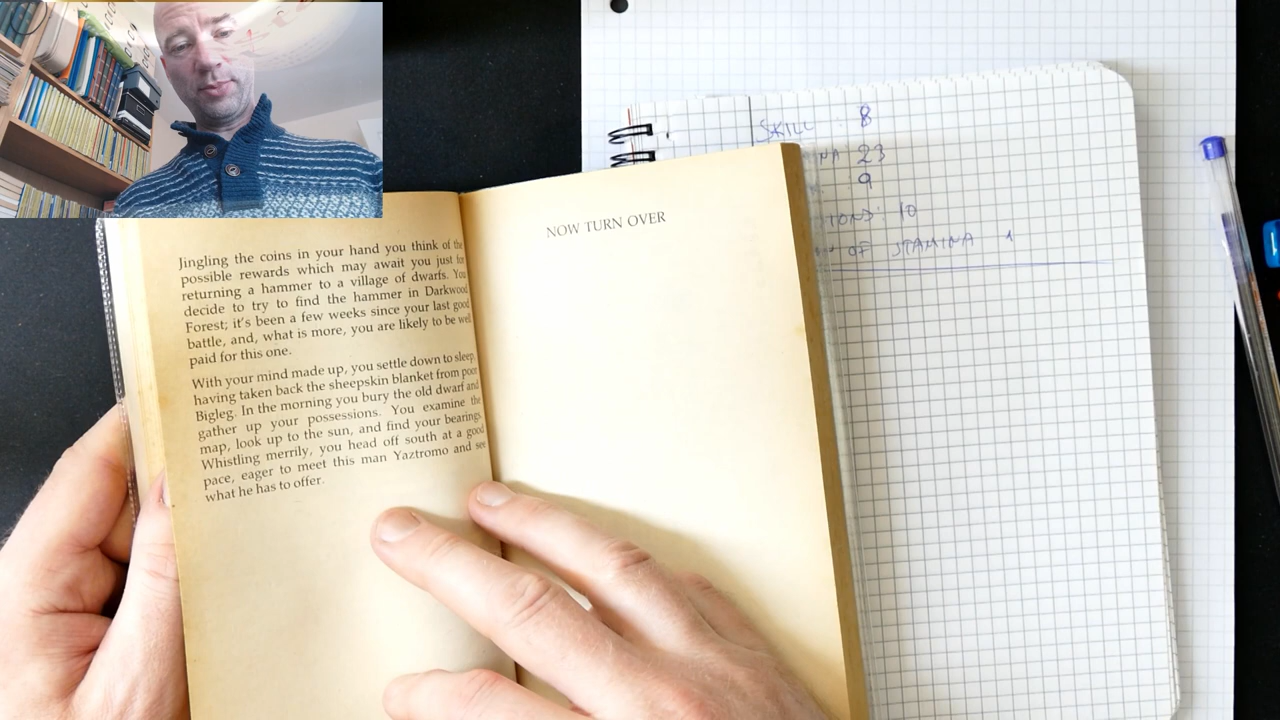 Jingling the coins in your hand you think of the
possible rewards which may await you just for
returning a hammer to a village of dwarfs. You
decide to try to find the hammer in Darkwood
Forest; it's been a few weeks since your last good
battle, and, what is more, you are likely to be well
paid for this one.
With your mind made up, you settle down to sleep,
having taken back the sheepskin blanket from poor
Bigleg. In the morning you bury the old dwarf and
gather up your possessions. You examine the
map, look up to the sun, and find your bearings.
Whistling merrily, you head off south at a good
pace, eager to meet this man Yaztromo and see
what he has to offer.
NOW TURN OVER
SKILL : 8
NA 23
9
IONS: 10
OF STAMINA 1